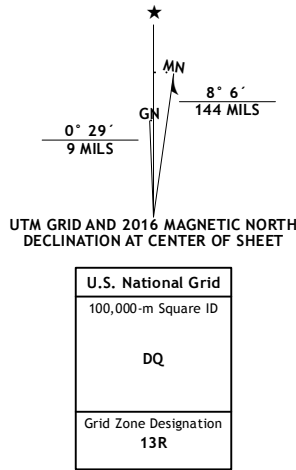 ★
MN
GN
8° 6´
144 MILS
0° 29´
9 MILS
UTM GRID AND 2016 MAGNETIC NORTH
DECLINATION AT CENTER OF SHEET
U.S. National Grid
100,000-m Square ID
DQ
Grid Zone Designation
13R